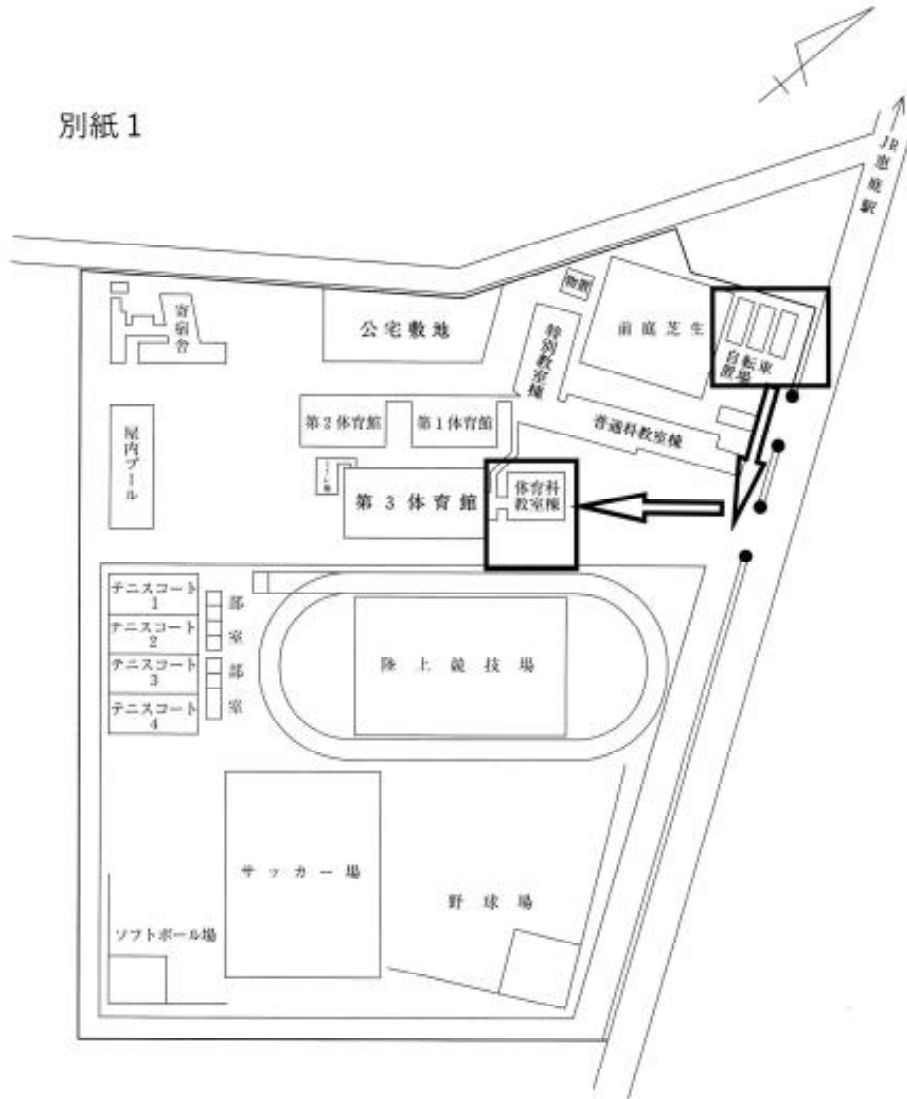 別紙1
JR恵庭駅
物置
寄宿舎
公宅敷地
特別教室棟
前庭芝生
自転車
置場
第2体育館
第1体育館
普通科教室棟
屋内プール
第3体育館
体育科
教室棟
テニスコート
1
部
テニスコート
2
室
テニスコート
3
部
テニスコート
4
室
陸上競技場
サッカー場
野球場
ソフトボール場